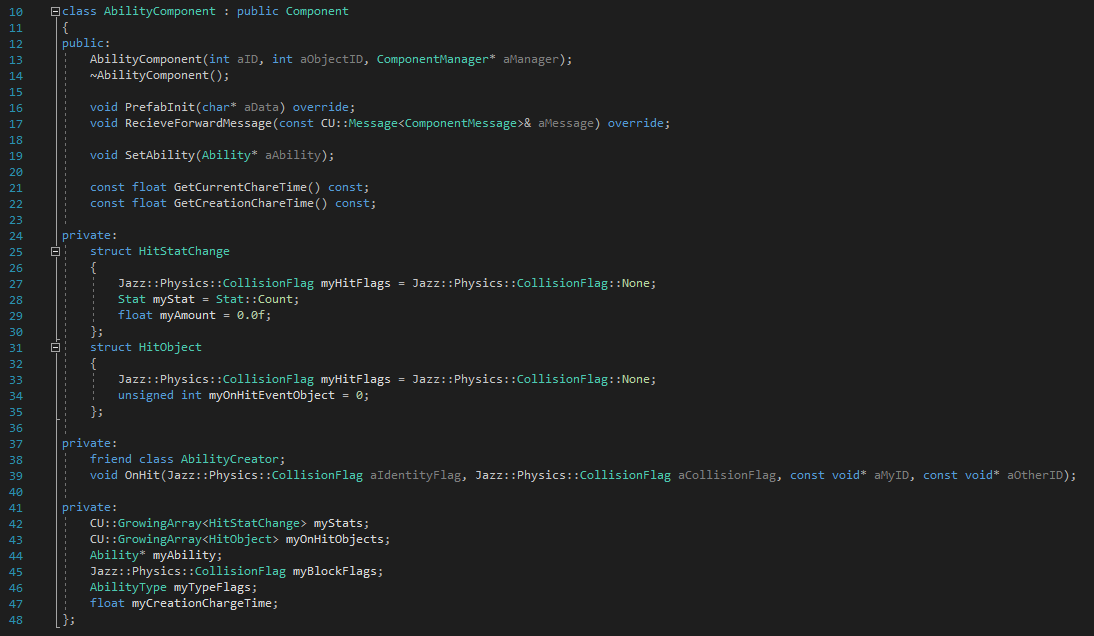 10 class AbilityComponent : public Component
11 {
12 public:
13 AbilityComponent(int aID, int aObjectID, ComponentManager* aManager);
14 ~AbilityComponent();
15
16 void PrefabInit(char* aData) override;
17 void RecieveForwardMessage(const CU::Message<ComponentMessage>& aMessage) override;
18
19 void SetAbility(Ability* aAbility);
20
21 const float GetCurrentChareTime() const;
22 const float GetCreationChareTime() const;
23
24 private:
25 struct HitStatChange
26 {
27 Jazz::Physics::CollisionFlag myHitFlags = Jazz::Physics::CollisionFlag::None;
28 Stat myStat = Stat::Count;
29 float myAmount = 0.0f;
30 };
31 struct HitObject
32 {
33 Jazz::Physics::CollisionFlag myHitFlags = Jazz::Physics::CollisionFlag::None;
34 unsigned int myOnHitEventObject = 0;
35 };
36
37 private:
38 friend class AbilityCreator;
39 void OnHit(Jazz::Physics::CollisionFlag aIdentityFlag, Jazz::Physics::CollisionFlag aCollisionFlag, const void* aMyID, const void* aOtherID);
40
41 private:
42 CU::GrowingArray<HitStatChange> myStats;
43 CU::GrowingArray<HitObject> myOnHitObjects;
44 Ability* myAbility;
45 Jazz::Physics::CollisionFlag myBlockFlags;
46 AbilityType myTypeFlags;
47 float myCreationChargeTime;
48 };